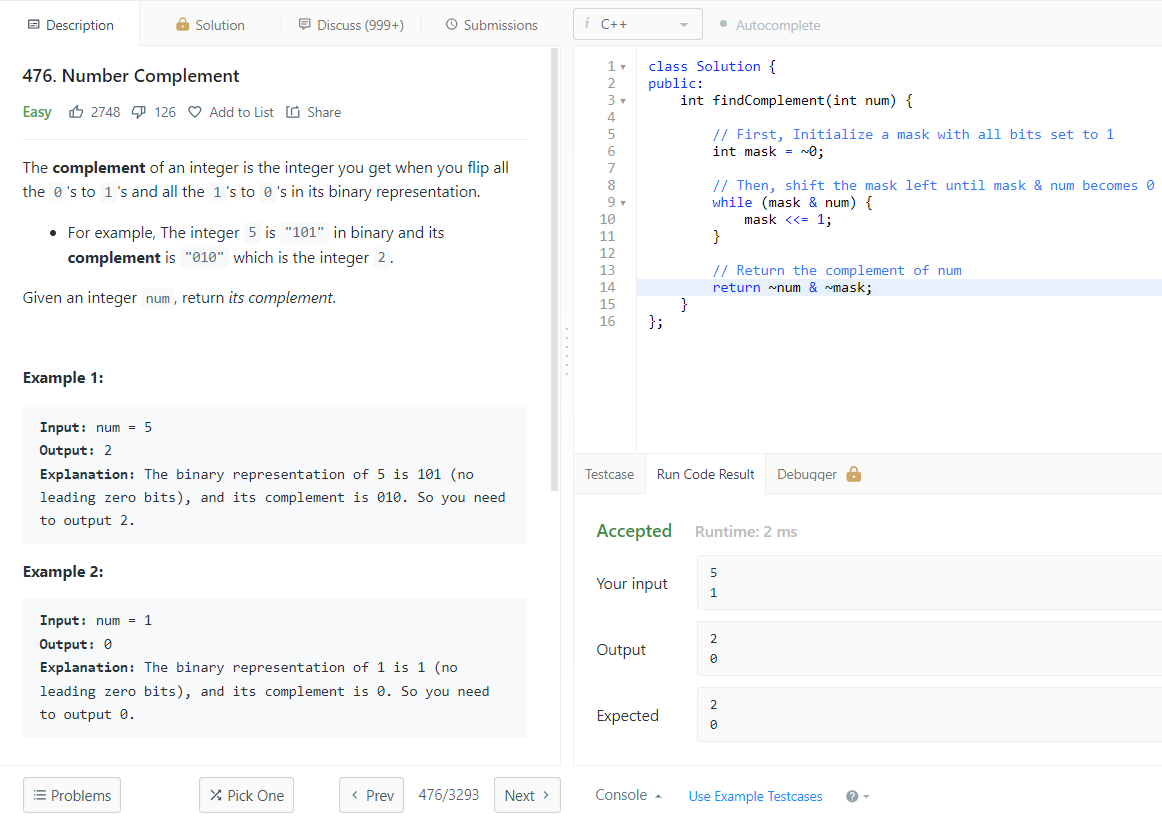 Description
Solution
Discuss (999+)
Submissions
i C++
Autocomplete
476. Number Complement
Easy 2748 126 Add to List Share
The complement of an integer is the integer you get when you flip all
the 0's to 1's and all the 1's to 0's in its binary representation.
• For example, The integer 5 is "101" in binary and its
complement is "010" which is the integer 2.
Given an integer num, return its complement.
Example 1:
Input: num = 5
Output: 2
Explanation: The binary representation of 5 is 101 (no
leading zero bits), and its complement is 010. So you need
to output 2.
Example 2:
Input: num = 1
Output: 0
Explanation: The binary representation of 1 is 1 (no
leading zero bits), and its complement is 0. So you need
to output 0.
Problems
Pick One
Prev
476/3293
Next
1 class Solution {
2 public:
3 int findComplement(int num) {
4
5 // First, Initialize a mask with all bits set to 1
6 int mask = ~0;
7
8 // Then, shift the mask left until mask & num becomes 0
9 while (mask & num) {
10 mask <<= 1;
11 }
12
13 // Return the complement of num
14 return ~num & ~mask;
15 }
16 };
Testcase
Run Code Result
Debugger
Accepted Runtime: 2 ms
Your input
5
1
Output
2
0
Expected
2
0
Console
Use Example Testcases
?